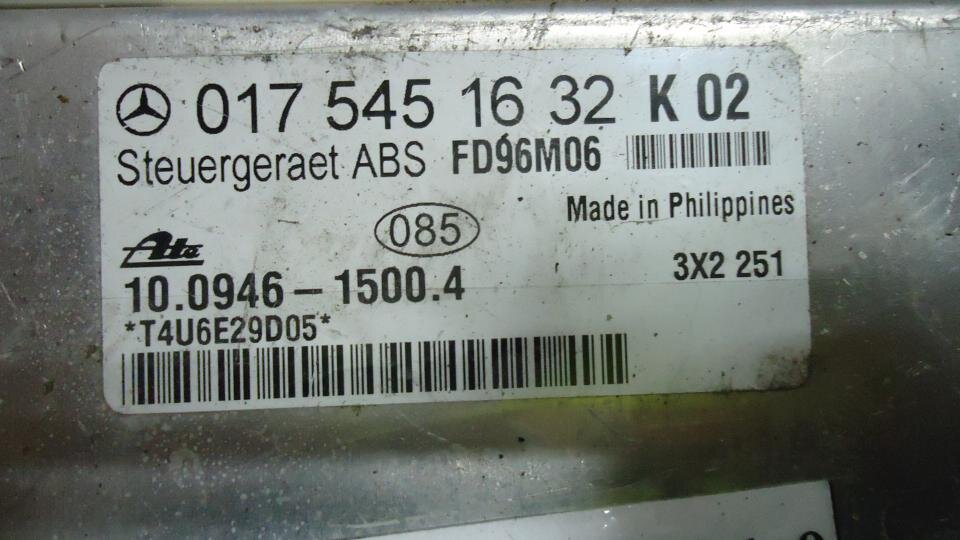 017 545 16 32 K 02
Steuergeraet ABS FD96M06
Made in Philippines
085
Ate
3X2 251
10.0946-1500.4
*T4U6E29D05*